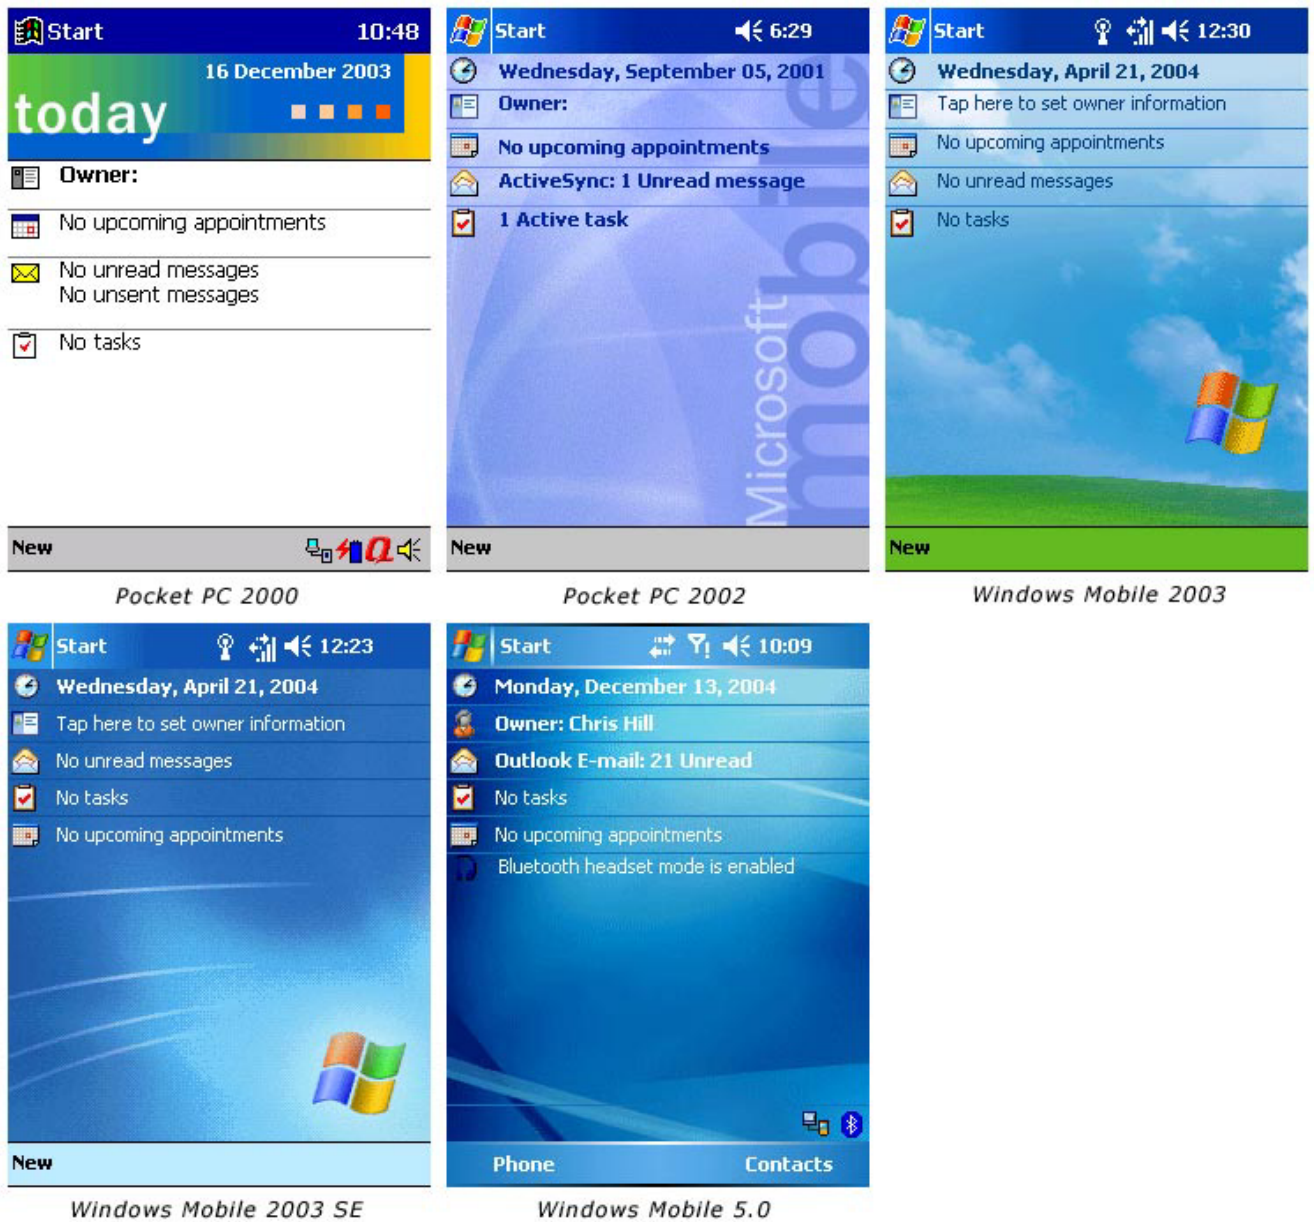 Start 10:48
16 December 2003
today
Owner:
No upcoming appointments
No unread messages
No unsent messages
No tasks
New
Pocket PC 2000
Start 6:29
Wednesday, September 05, 2001
Owner:
No upcoming appointments
ActiveSync: 1 Unread message
1 Active task
Microsoft
mobile
New
Pocket PC 2002
Start 12:30
Wednesday, April 21, 2004
Tap here to set owner information
No upcoming appointments
No unread messages
No tasks
New
Windows Mobile 2003
Start 12:23
Wednesday, April 21, 2004
Tap here to set owner information
No unread messages
No tasks
No upcoming appointments
New
Windows Mobile 2003 SE
Start 10:09
Monday, December 13, 2004
Owner: Chris Hill
Outlook E-mail: 21 Unread
No tasks
No upcoming appointments
Bluetooth headset mode is enabled
Phone Contacts
Windows Mobile 5.0